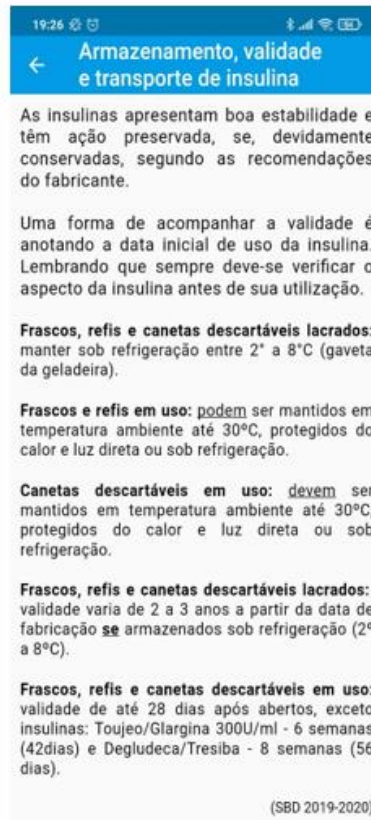 19:26
Armazenamento, validade
e transporte de insulina
As insulinas apresentam boa estabilidade e
têm ação preservada, se, devidamente
conservadas, segundo as recomendações
do fabricante.
Uma forma de acompanhar a validade é
anotando a data inicial de uso da insulina.
Lembrando que sempre deve-se verificar o
aspecto da insulina antes de sua utilização.
Frascos, refis e canetas descartáveis lacrados:
manter sob refrigeração entre 2° a 8°C (gaveta
da geladeira).
Frascos e refis em uso: podem ser mantidos em
temperatura ambiente até 30ºC, protegidos do
calor e luz direta ou sob refrigeração.
Canetas descartáveis em uso: devem ser
mantidos em temperatura ambiente até 30ºC,
protegidos do calor e luz direta ou sob
refrigeração.
Frascos, refis e canetas descartáveis lacrados:
validade varia de 2 a 3 anos a partir da data de
fabricação se armazenados sob refrigeração (2º
a 8ºC).
Frascos, refis e canetas descartáveis em uso:
validade de até 28 dias após abertos, exceto
insulinas: Toujeo/Glargina 300U/ml - 6 semanas
(42dias) e Degludeca/Tresiba - 8 semanas (56
dias).
(SBD 2019-2020)